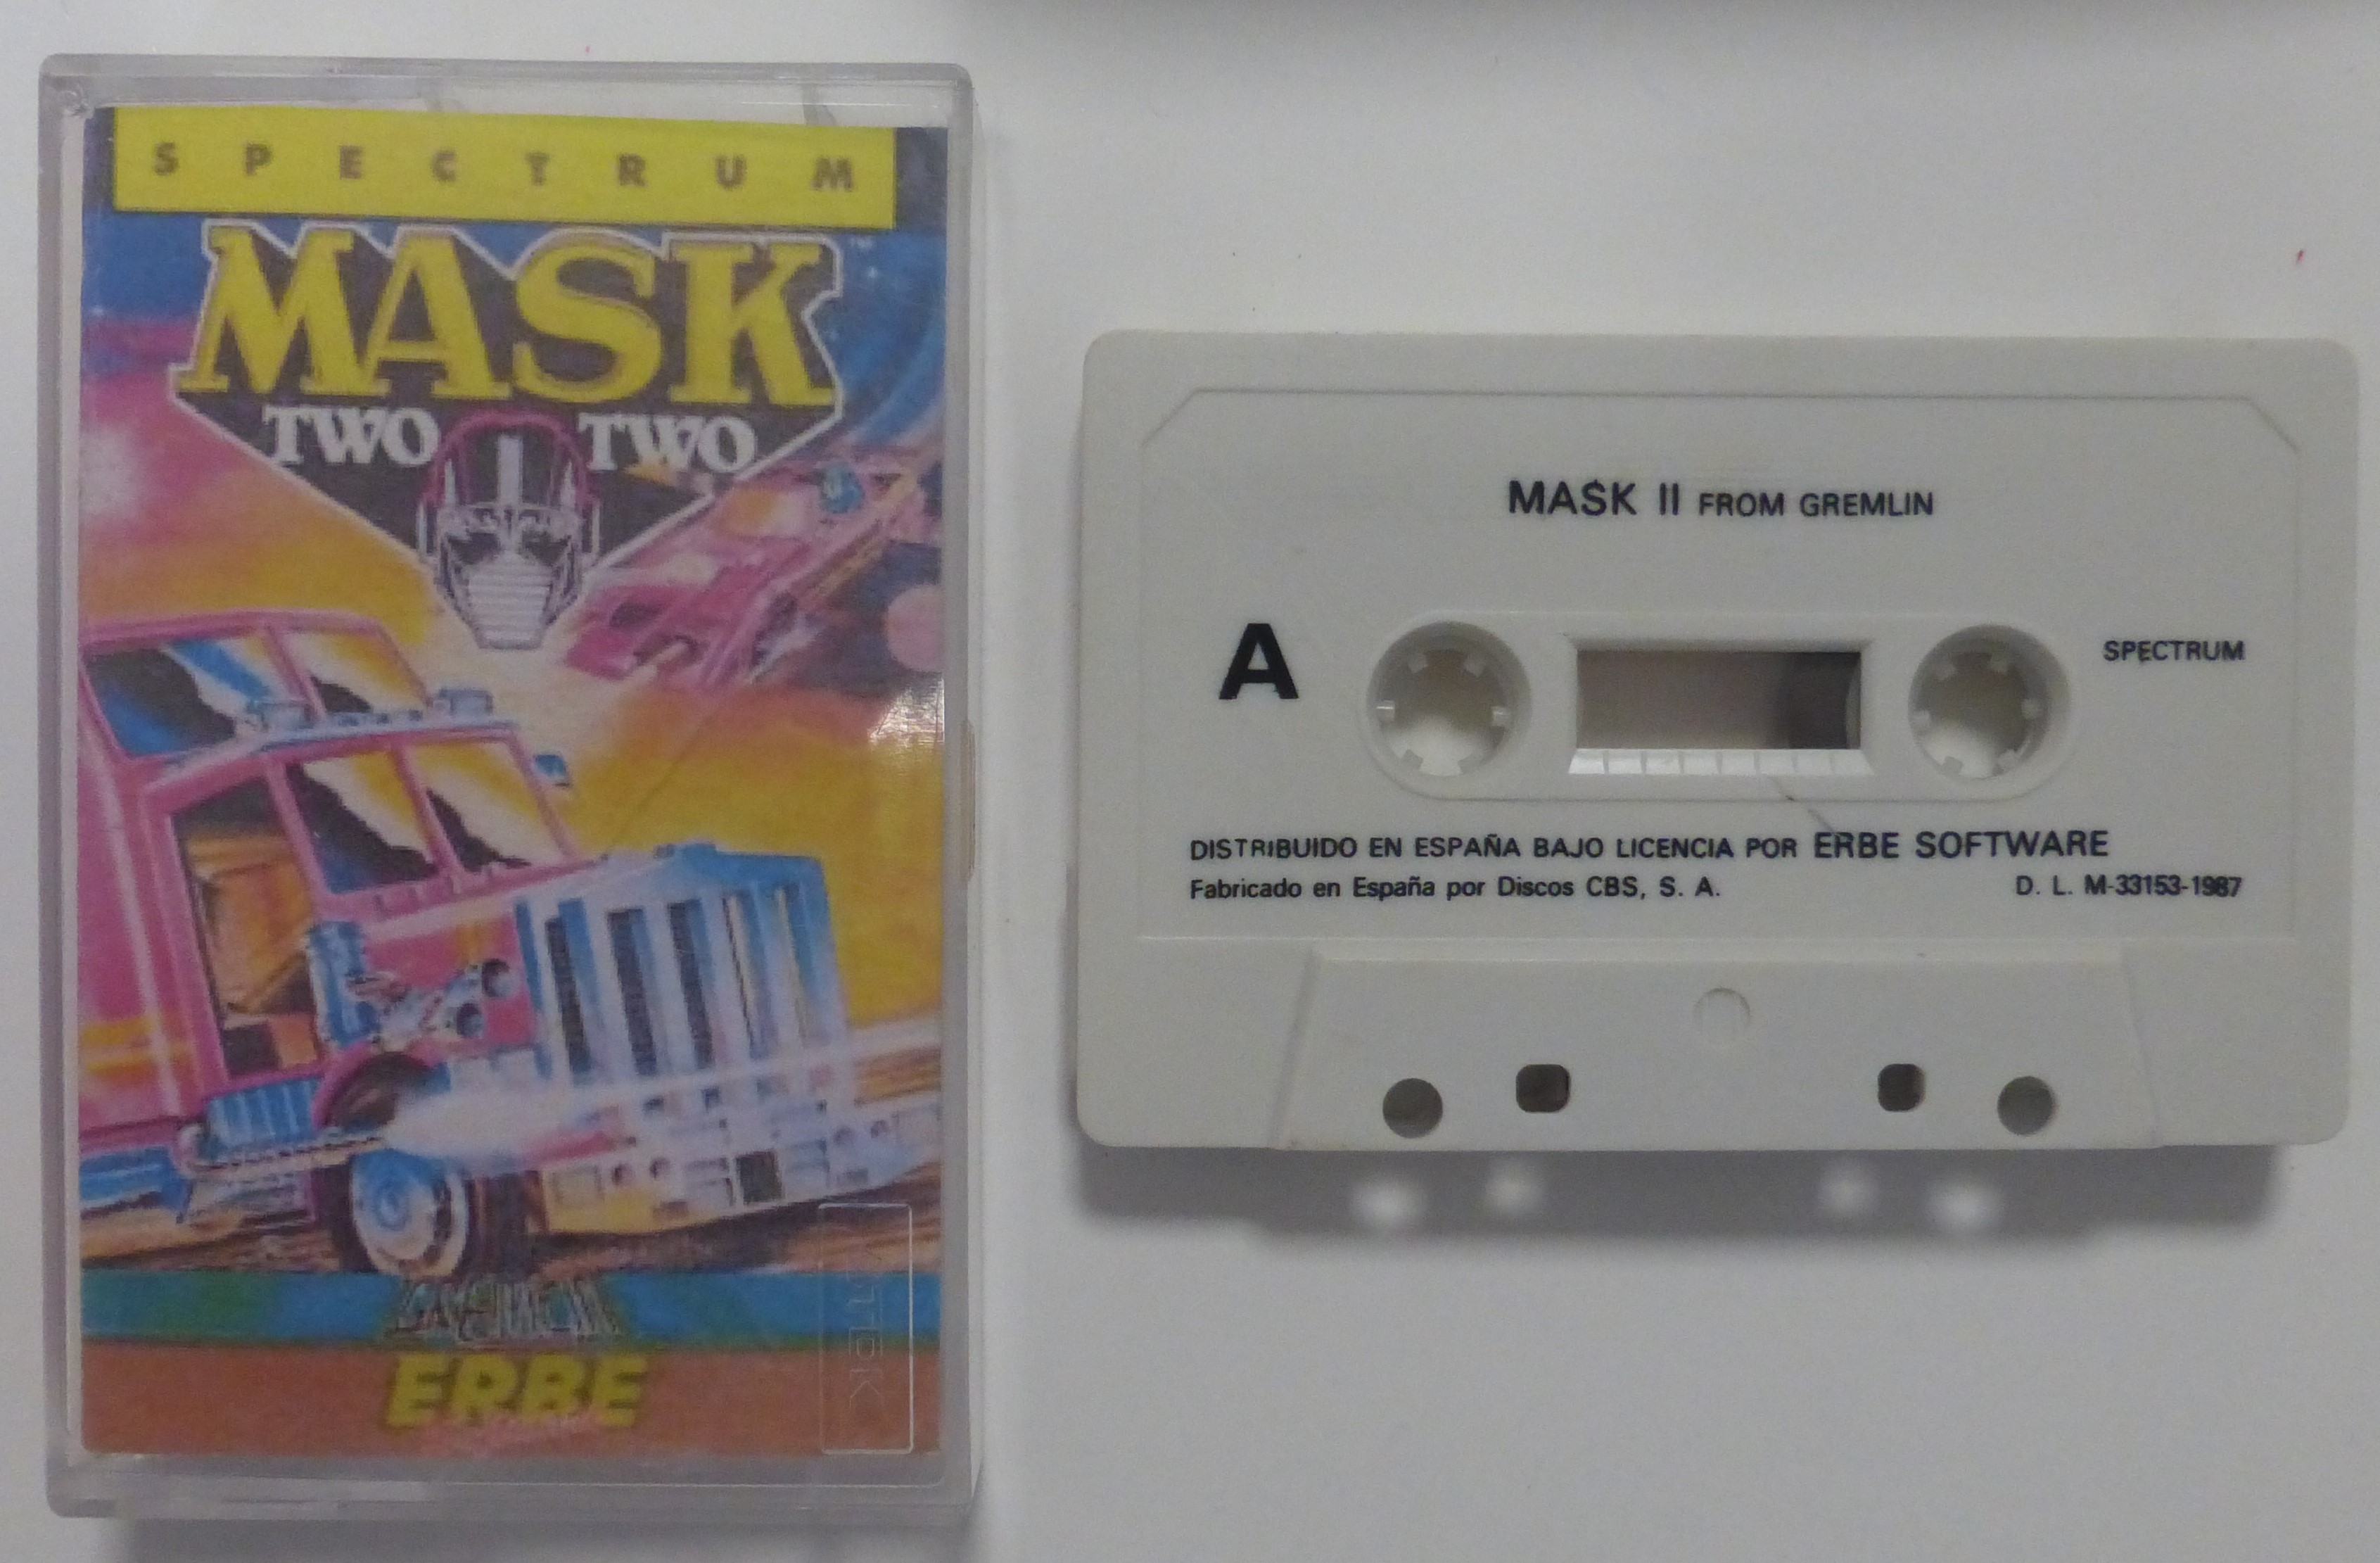 SPECTRUM
MASK
TWO TWO
GREMLIN
ERBE
MASK II FROM GREMLIN
A
SPECTRUM
DISTRIBUIDO EN ESPAÑA BAJO LICENCIA POR ERBE SOFTWARE
Fabricado en España por Discos CBS, S. A.
D. L. M-33153-1987